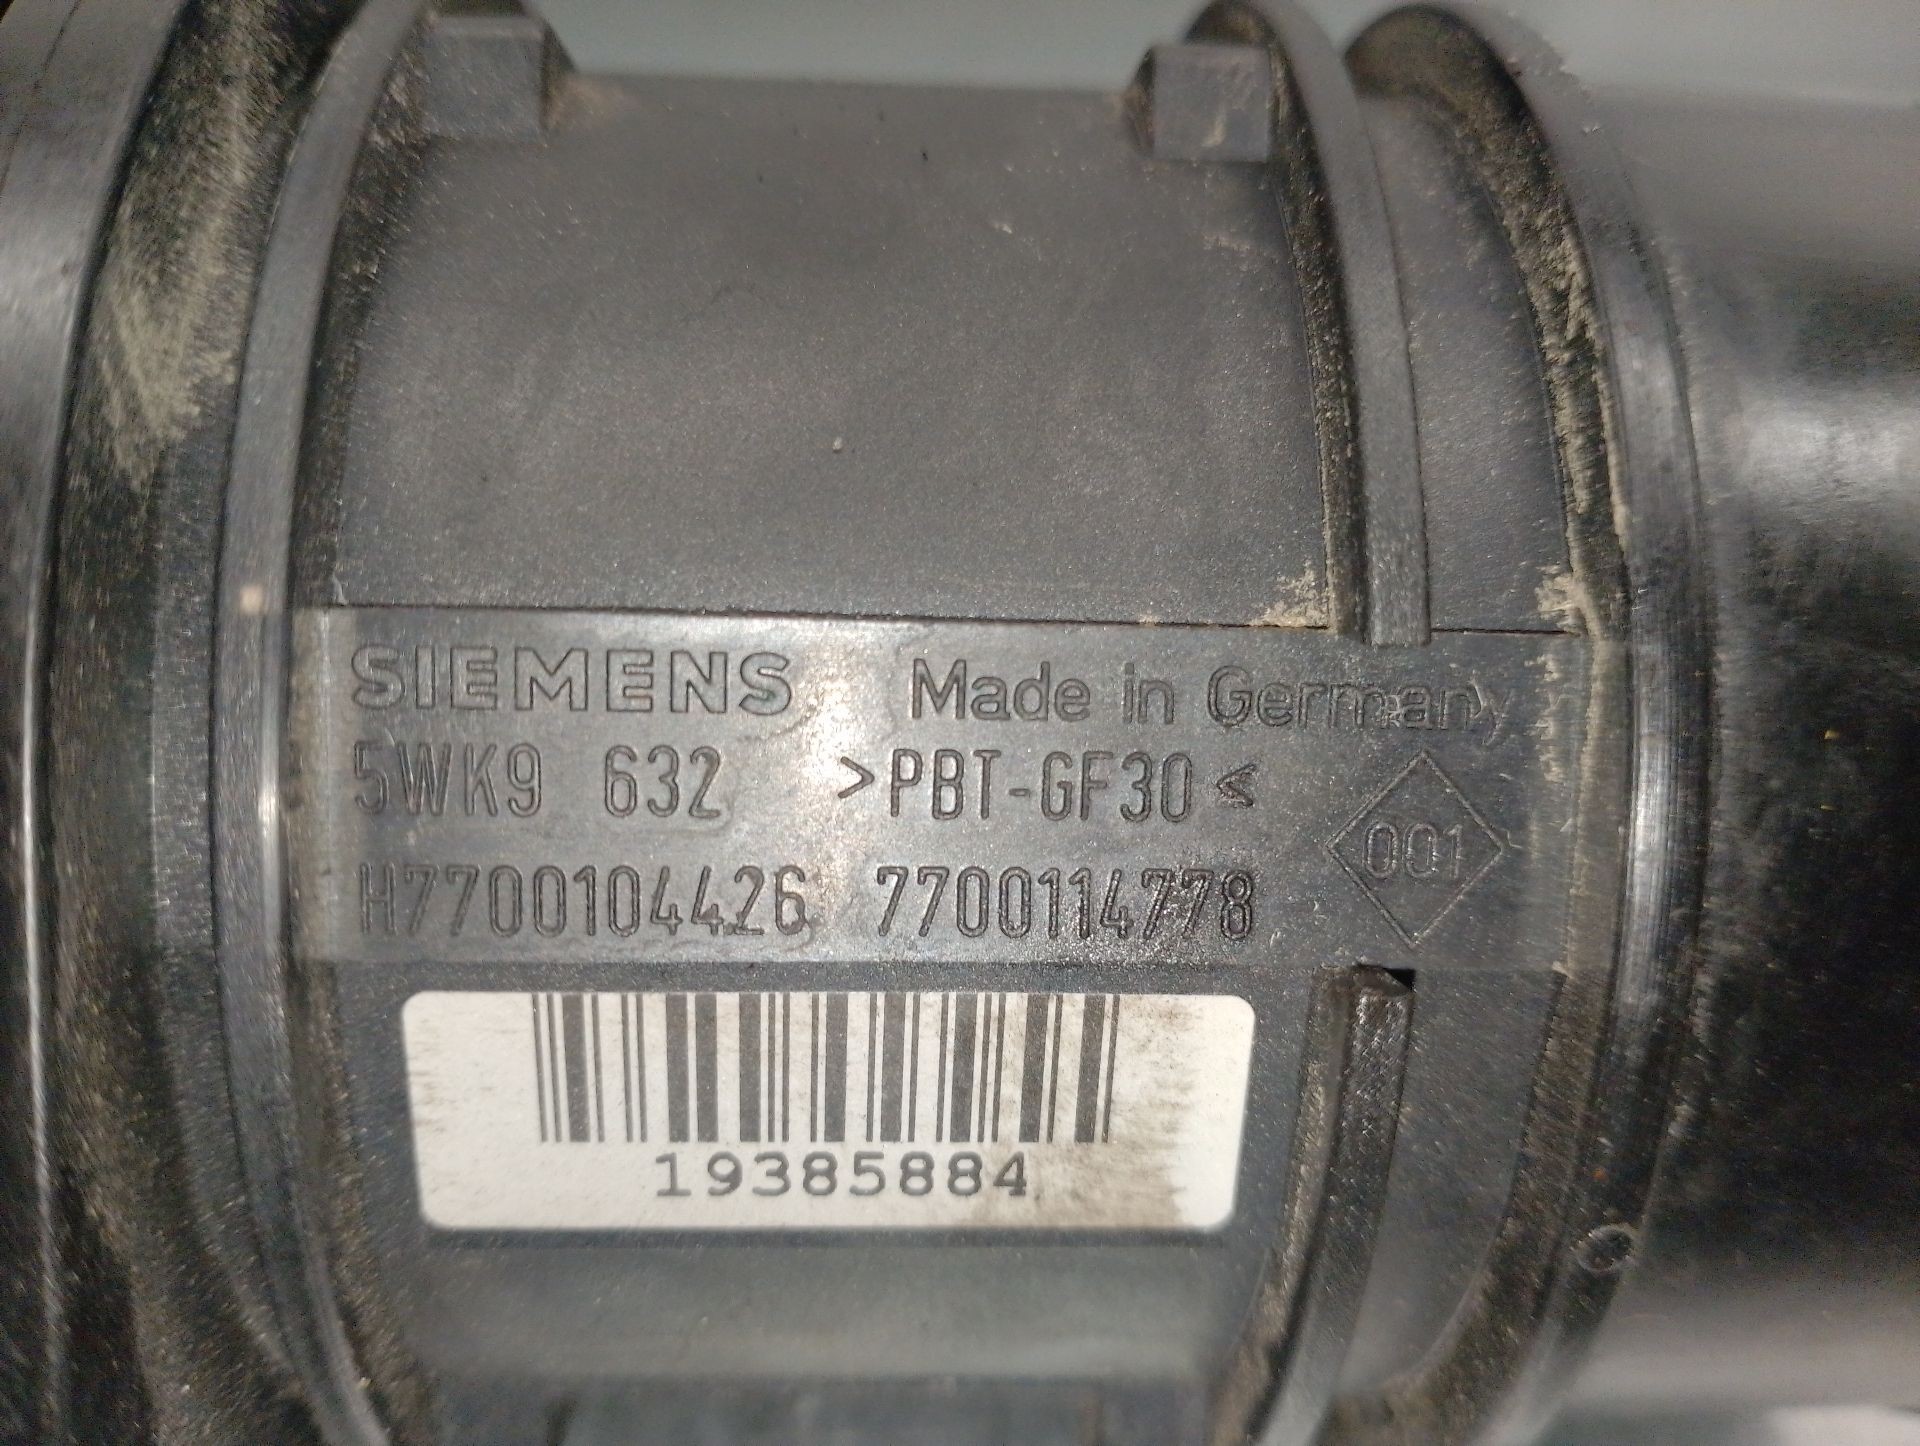 SIEMENS Made in Germany
5WK9 632 >PBT-GF30<
001
H7700104426 7700114778
19385884